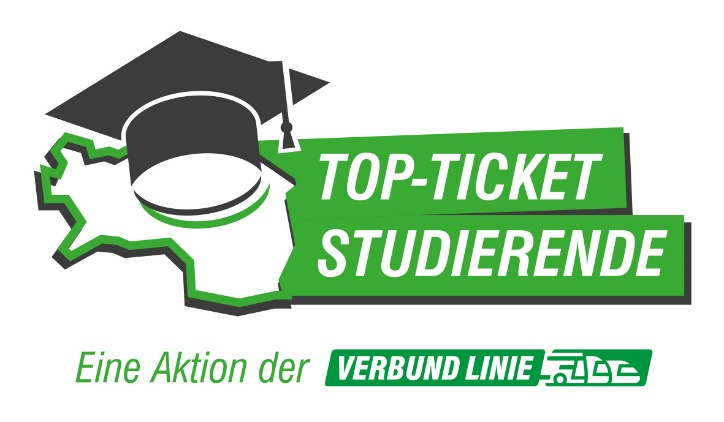 TOP-TICKET
STUDIERENDE
Eine Aktion der VERBUND LINIE